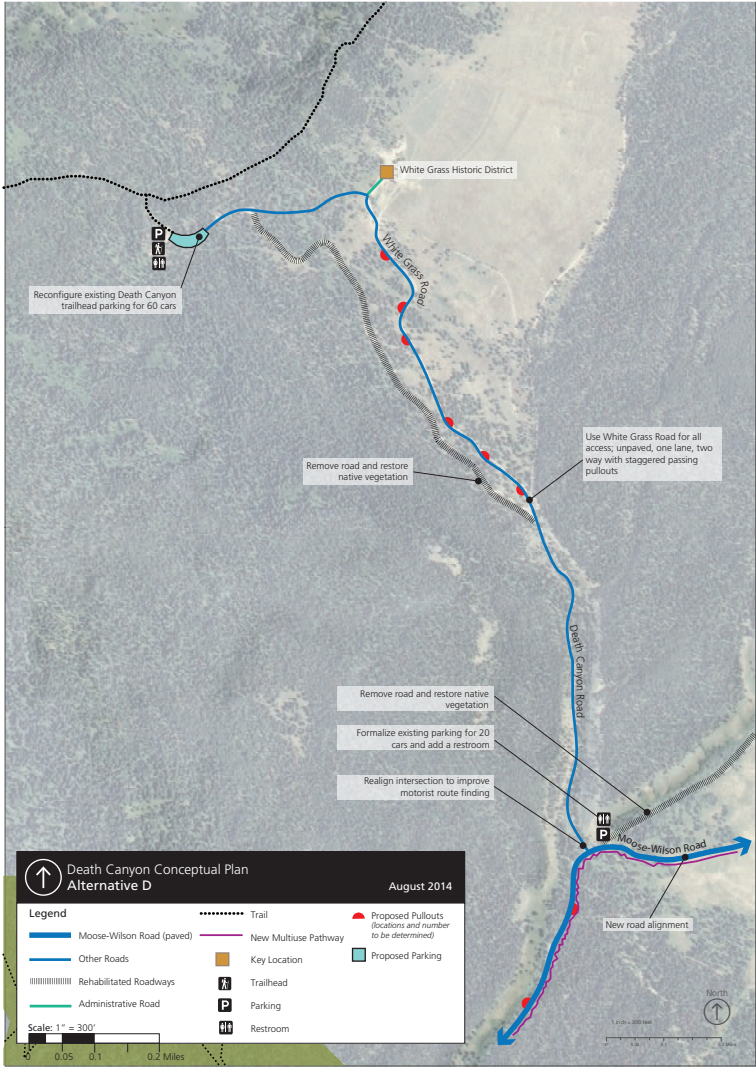 White Grass Historic District
P
White Grass Road
Reconfigure existing Death Canyon
trailhead parking for 60 cars
Use White Grass Road for all
access; unpaved, one lane, two
way with staggered passing
pullouts
Remove road and restore
native vegetation
Death Canyon Road
Remove road and restore native
vegetation
Formalize existing parking for 20
cars and add a restroom
Realign intersection to improve
motorist route finding
P
Moose-Wilson Road
New road alignment
Death Canyon Conceptual Plan
Alternative D
August 2014
Legend
Moose-Wilson Road (paved)
Other Roads
Rehabilitated Roadways
Administrative Road
Trail
New Multiuse Pathway
Key Location
Trailhead
P Parking
Restroom
Proposed Pullouts
(locations and number
to be determined)
Proposed Parking
Scale: 1" = 300'
0 0.05 0.1 0.2 Miles
North